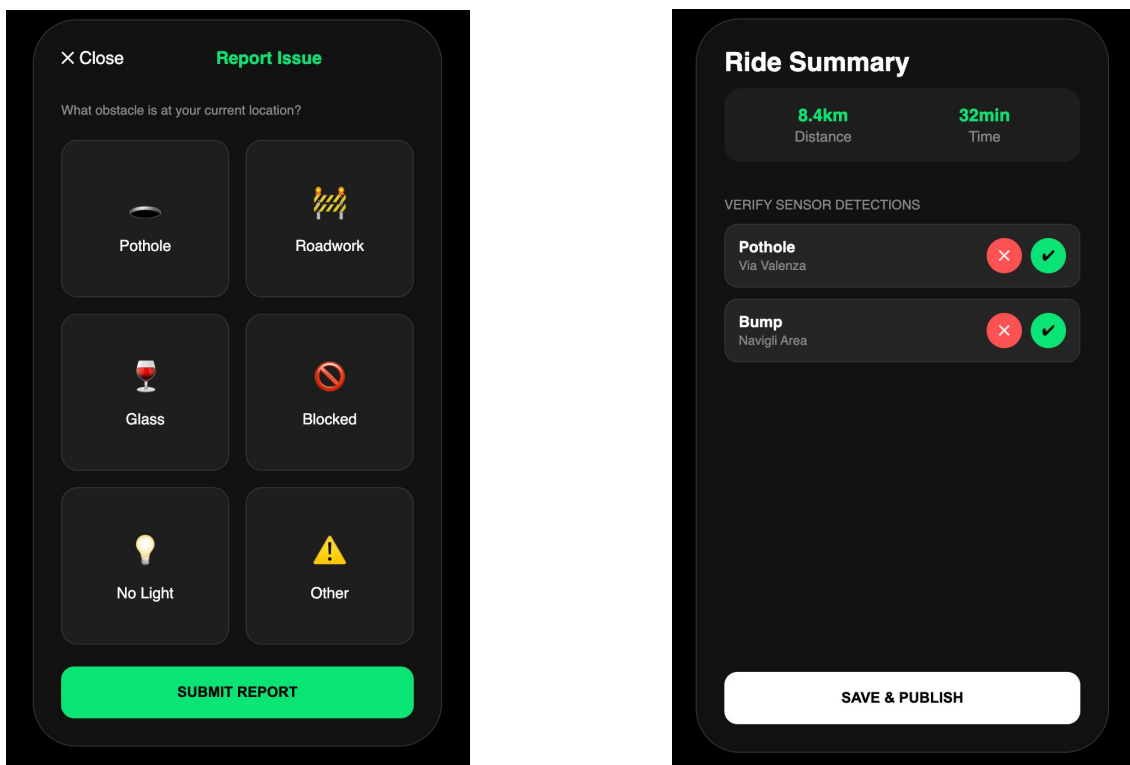 Close
Report Issue
What obstacle is at your current location?
Pothole
Roadwork
Glass
Blocked
No Light
Other
SUBMIT REPORT
Ride Summary
8.4km
32min
Distance
Time
VERIFY SENSOR DETECTIONS
Pothole
Via Valenza
Bump
Navigli Area
SAVE & PUBLISH